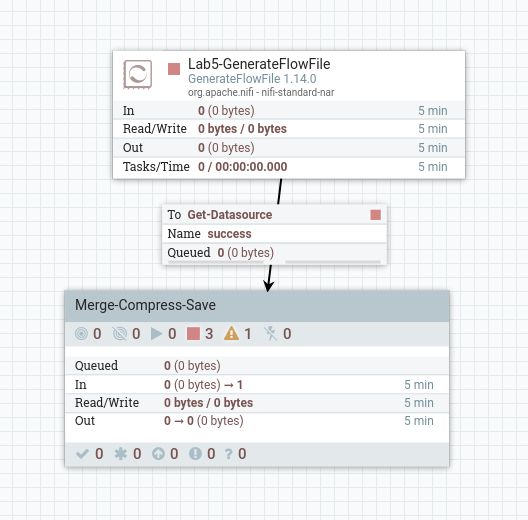 Lab5-GenerateFlowFile
GenerateFlowFile 1.14.0
org.apache.nifi - nifi-standard-nar
In 0 (0 bytes) 5 min
Read/Write 0 bytes / 0 bytes 5 min
Out 0 (0 bytes) 5 min
Tasks/Time 0 / 00:00:00.000 5 min
To Get-Datasource
Name success
Queued 0 (0 bytes)
Merge-Compress-Save
0 0 0 3 1 0
Queued 0 (0 bytes)
In 0 (0 bytes) → 1 5 min
Read/Write 0 bytes / 0 bytes 5 min
Out 0 → 0 (0 bytes) 5 min
0 0 0 0 ? 0